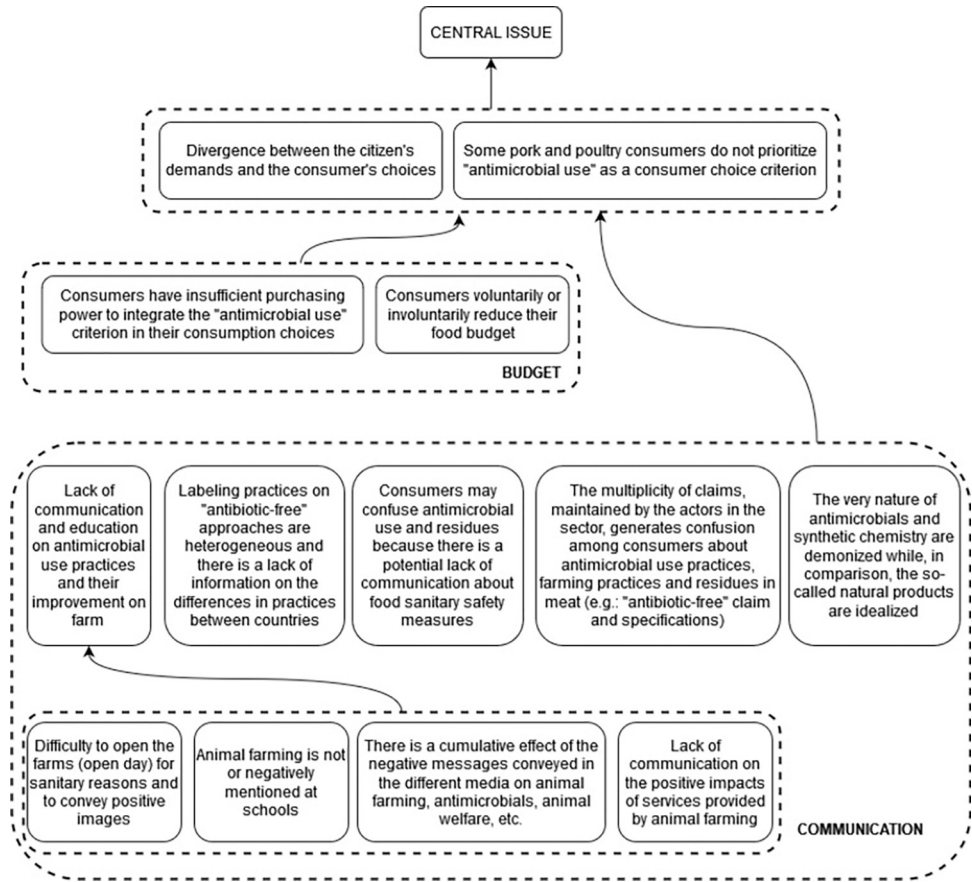 CENTRAL ISSUE
Divergence between the citizen's
demands and the consumer's choices
Some pork and poultry consumers do not prioritize
"antimicrobial use" as a consumer choice criterion
Consumers have insufficient purchasing
power to integrate the "antimicrobial use"
criterion in their consumption choices
Consumers voluntarily or
involuntarily reduce their
food budget
BUDGET
Lack of
communication
and education
on antimicrobial
use practices
and their
improvement on
farm
Labeling practices on
"antibiotic-free"
approaches are
heterogeneous and
there is a lack of
information on the
differences in practices
between countries
Consumers may
confuse antimicrobial
use and residues
because there is a
potential lack of
communication about
food sanitary safety
measures
The multiplicity of claims,
maintained by the actors in the
sector, generates confusion
among consumers about
antimicrobial use practices,
farming practices and residues in
meat (e.g.: "antibiotic-free" claim
and specifications)
The very nature of
antimicrobials and
synthetic chemistry are
demonized while, in
comparison, the so-
called natural products
are idealized
Difficulty to open the
farms (open day) for
sanitary reasons and
to convey positive
images
Animal farming is not
or negatively
mentioned at
schools
There is a cumulative effect of the
negative messages conveyed in
the different media on animal
farming, antimicrobials, animal
welfare, etc.
Lack of
communication on
the positive impacts
of services provided
by animal farming
COMMUNICATION